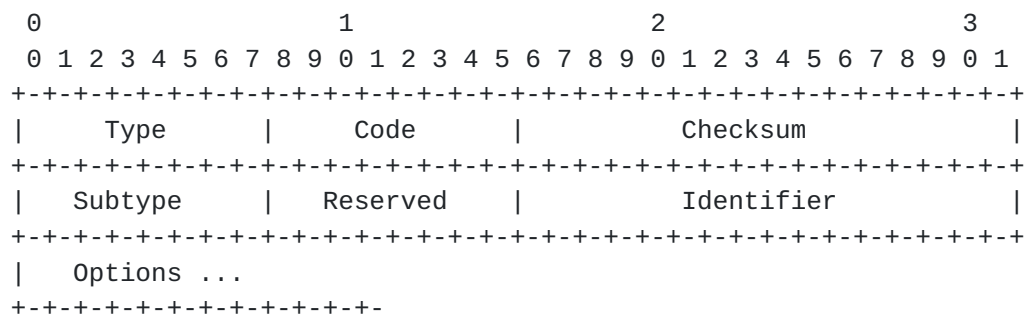 0                   1                   2                   3
 0 1 2 3 4 5 6 7 8 9 0 1 2 3 4 5 6 7 8 9 0 1 2 3 4 5 6 7 8 9 0 1
+-+-+-+-+-+-+-+-+-+-+-+-+-+-+-+-+-+-+-+-+-+-+-+-+-+-+-+-+-+-+-+-+
|     Type      |     Code      |          Checksum             |
+-+-+-+-+-+-+-+-+-+-+-+-+-+-+-+-+-+-+-+-+-+-+-+-+-+-+-+-+-+-+-+-+
|   Subtype     |   Reserved    |          Identifier           |
+-+-+-+-+-+-+-+-+-+-+-+-+-+-+-+-+-+-+-+-+-+-+-+-+-+-+-+-+-+-+-+-+
|   Options ...
+-+-+-+-+-+-+-+-+-+-+-+-